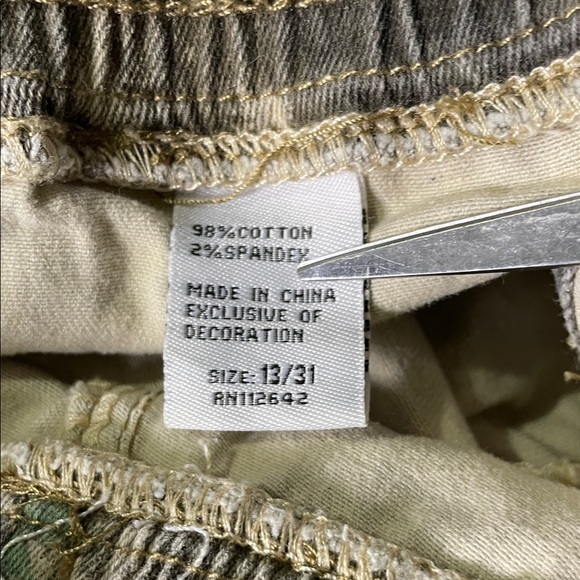 98%COTTON
2%SPANDEX
MADE IN CHINA
EXCLUSIVE OF
DECORATION
SIZE: 13/31
RN112642